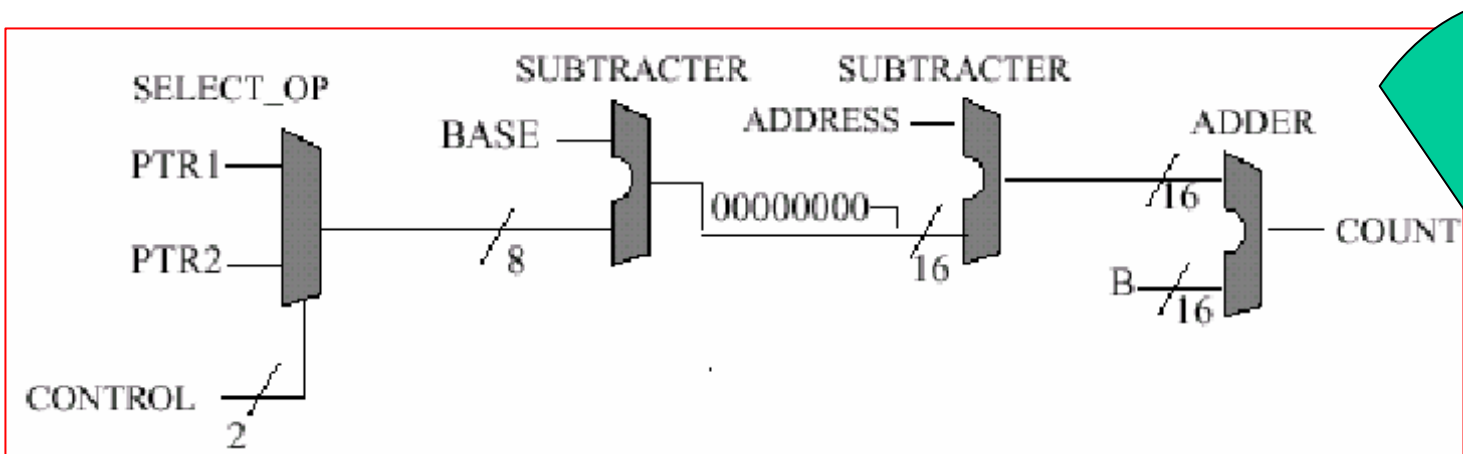 SELECT_OP
SUBTRACTER
SUBTRACTER
ADDER
PTR1
BASE
ADDRESS
16
00000000
COUNT
PTR2
8
16
B
16
CONTROL
2